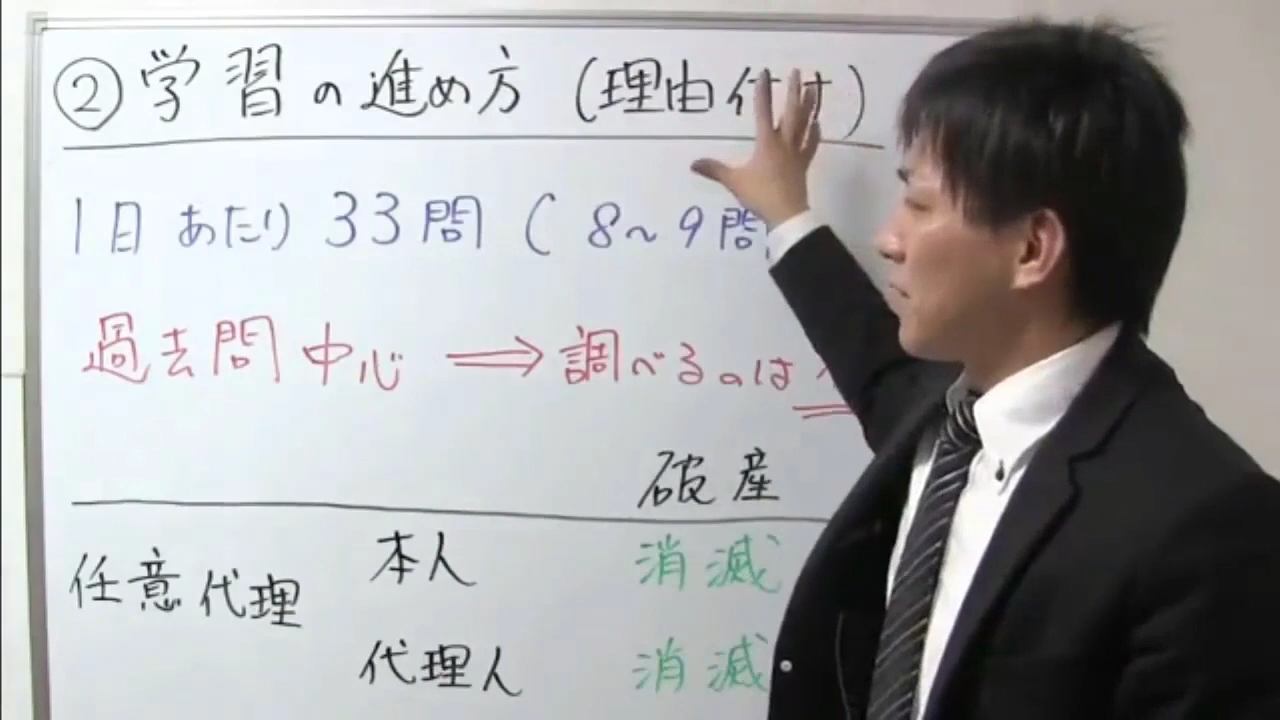 ②学習の進め方(理由付け)
1日あたり33問(8~9問
過去問中心⇒調べるのは
破産
任意代理 本人 消滅
代理人 消滅